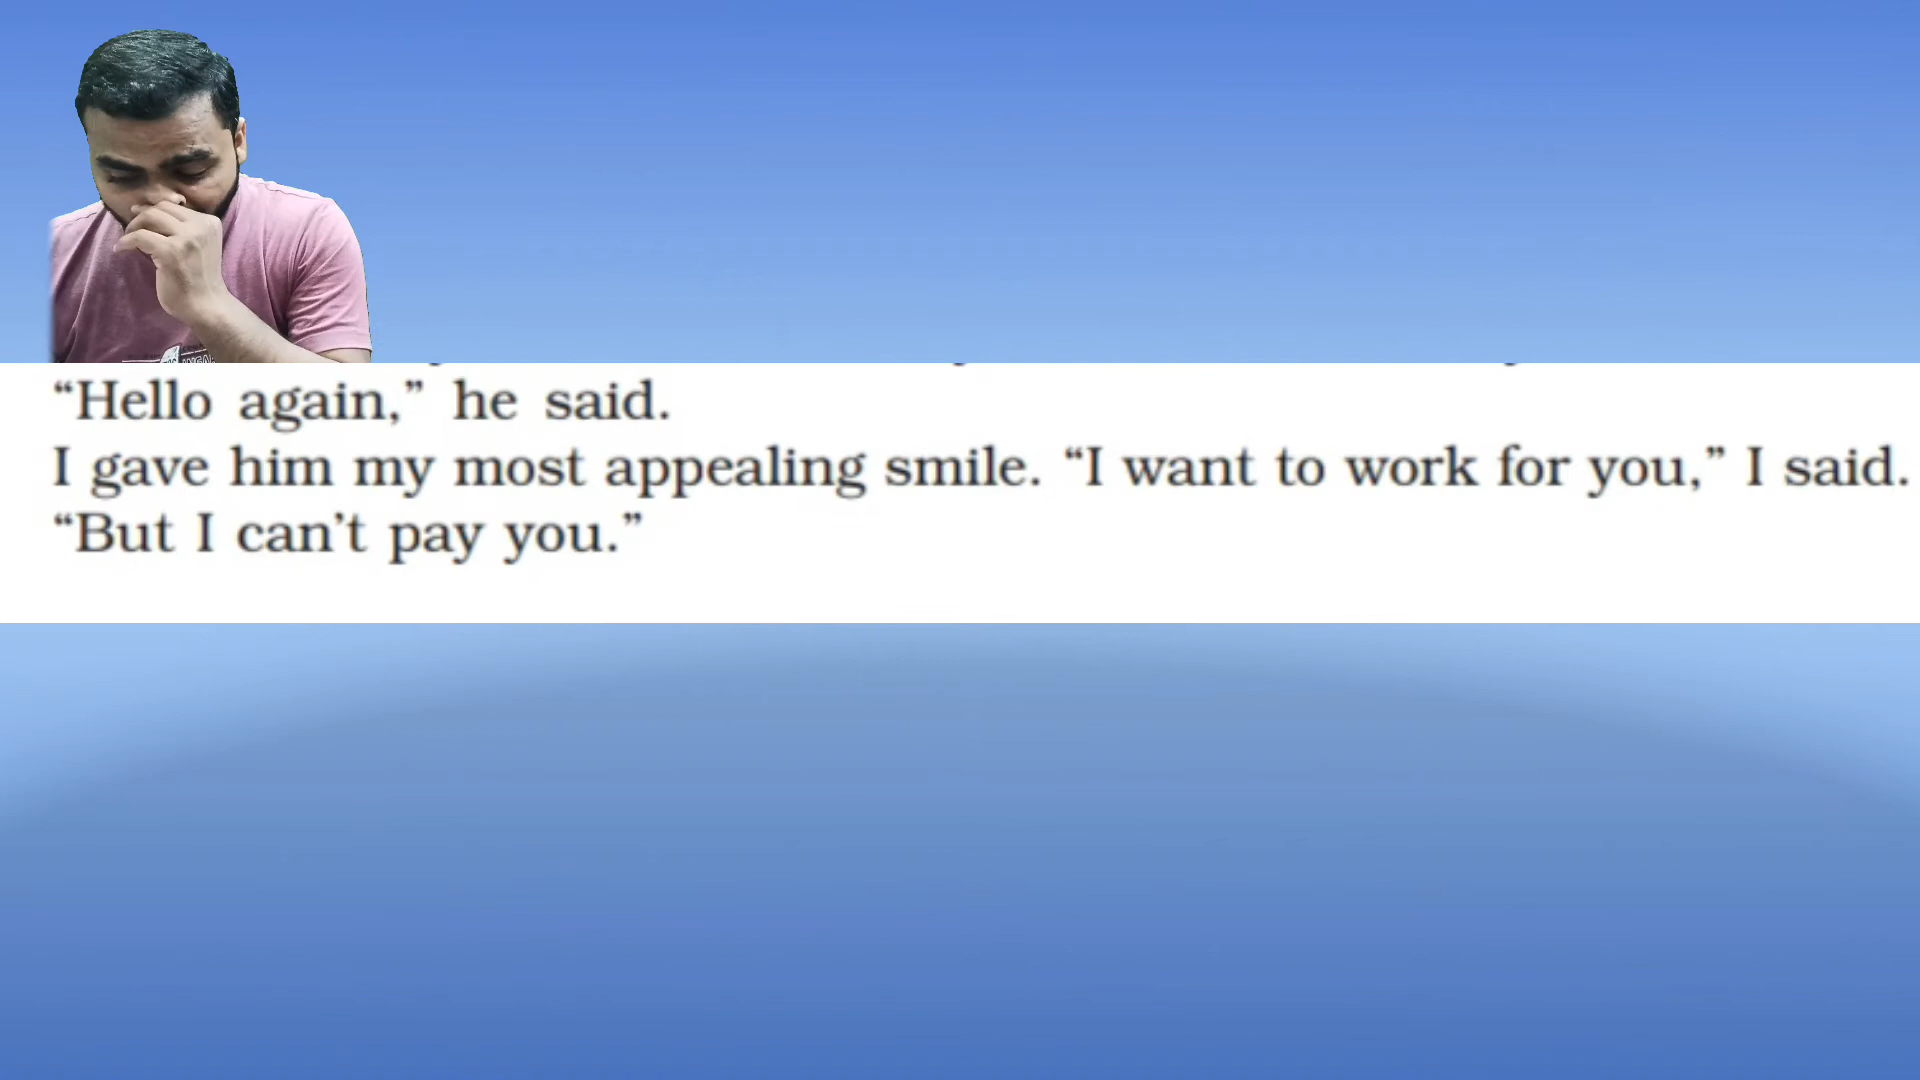 “Hello again,” he said.
I gave him my most appealing smile. “I want to work for you,” I said.
“But I can’t pay you.”